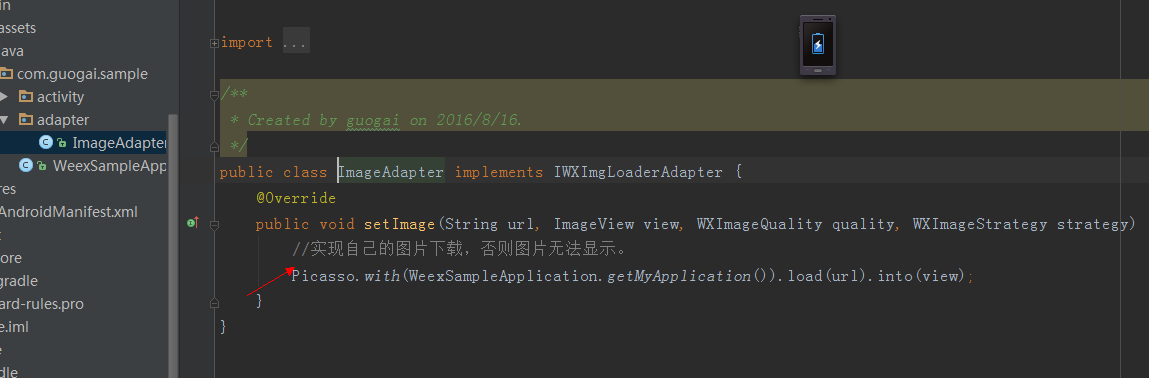 in
assets
ava
com.guogai.sample
activity
adapter
ImageAdapter
WeexSampleApp
res
AndroidManifest.xml
t
ore
gradle
ard-rules.pro
e.iml
e
dle
import ...
/**
* Created by guogai on 2016/8/16.
*/
public class ImageAdapter implements IWXImgLoaderAdapter {
@Override
public void setImage(String url, ImageView view, WXImageQuality quality, WXImageStrategy strategy)
//实现自己的图片下载，否则图片无法显示。
Picasso.with(WeexSampleApplication.getMyApplication()).load(url).into(view);
}
}